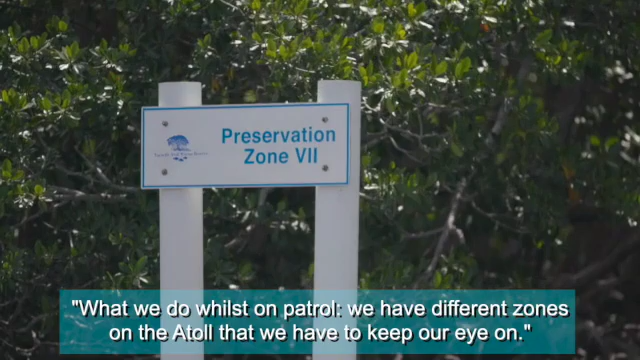 Preservation
Zone VII
"What we do whilst on patrol: we have different zones
on the Atoll that we have to keep our eye on."